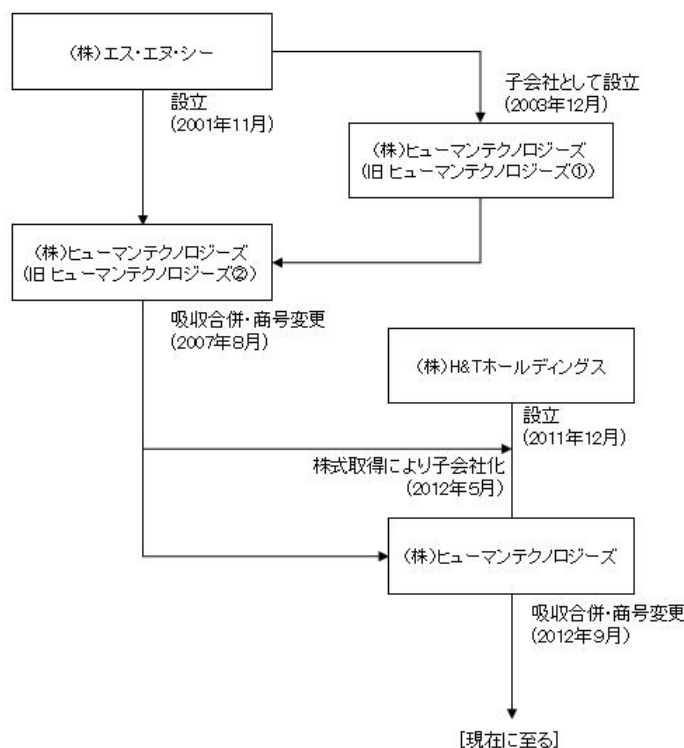 (株)エス・エヌ・シー
設立
(2001年11月)
子会社として設立
(2003年12月)
(株)ヒューマンテクノロジーズ
(旧 ヒューマンテクノロジーズ①)
(株)ヒューマンテクノロジーズ
(旧 ヒューマンテクノロジーズ②)
吸収合併・商号変更
(2007年8月)
(株)H&Tホールディングス
設立
(2011年12月)
株式取得により子会社化
(2012年5月)
(株)ヒューマンテクノロジーズ
吸収合併・商号変更
(2012年9月)
[現在に至る]